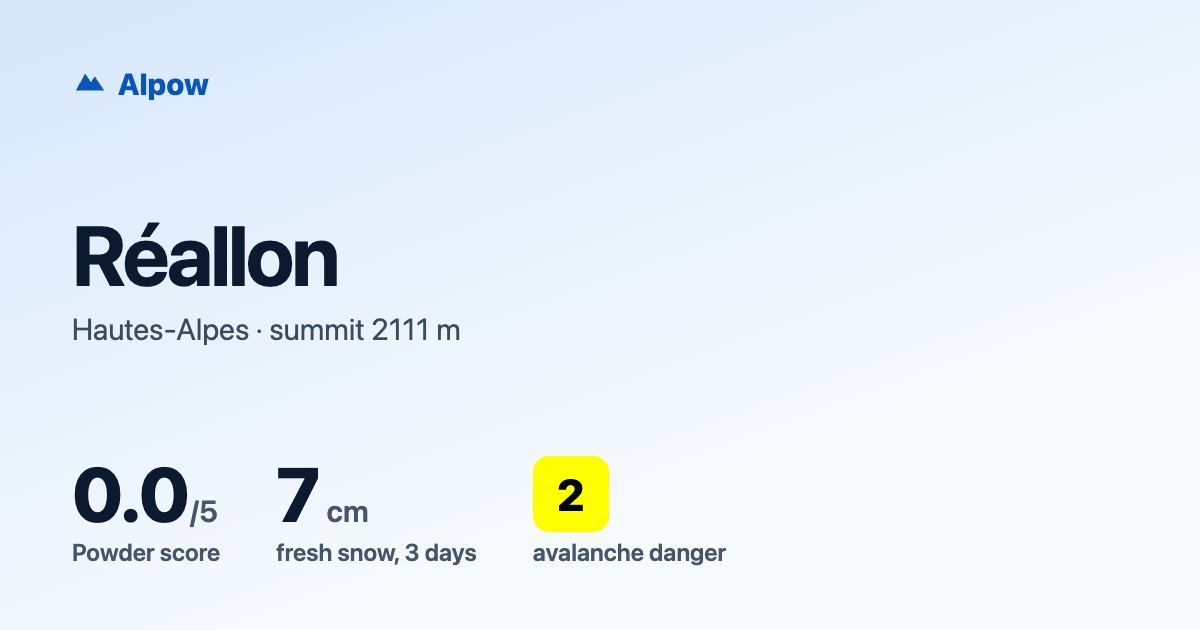 Alpow
Réallon
Hautes-Alpes · summit 2111 m
0.0/5
Powder score
7 cm
fresh snow, 3 days
2
avalanche danger